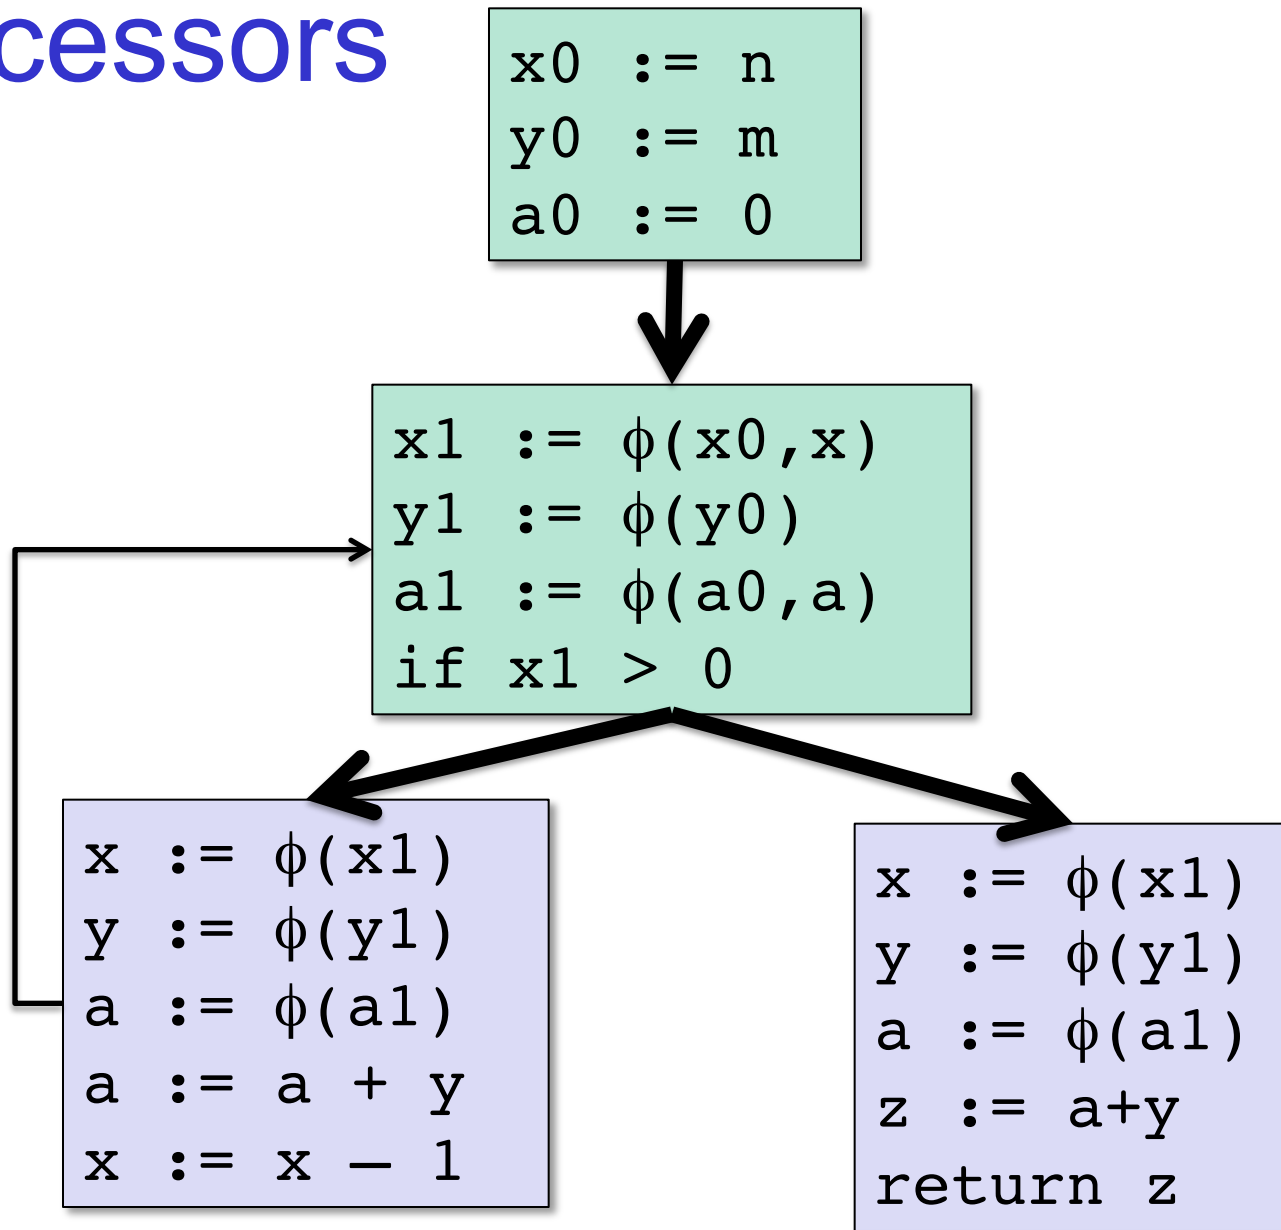 cessors
x0 := n
y0 := m
a0 := 0
x1 := ϕ(x0,x)
y1 := ϕ(y0)
a1 := ϕ(a0,a)
if x1 > 0
x := ϕ(x1)
y := ϕ(y1)
a := ϕ(a1)
a := a + y
x := x – 1
x := ϕ(x1)
y := ϕ(y1)
a := ϕ(a1)
z := a+y
return z